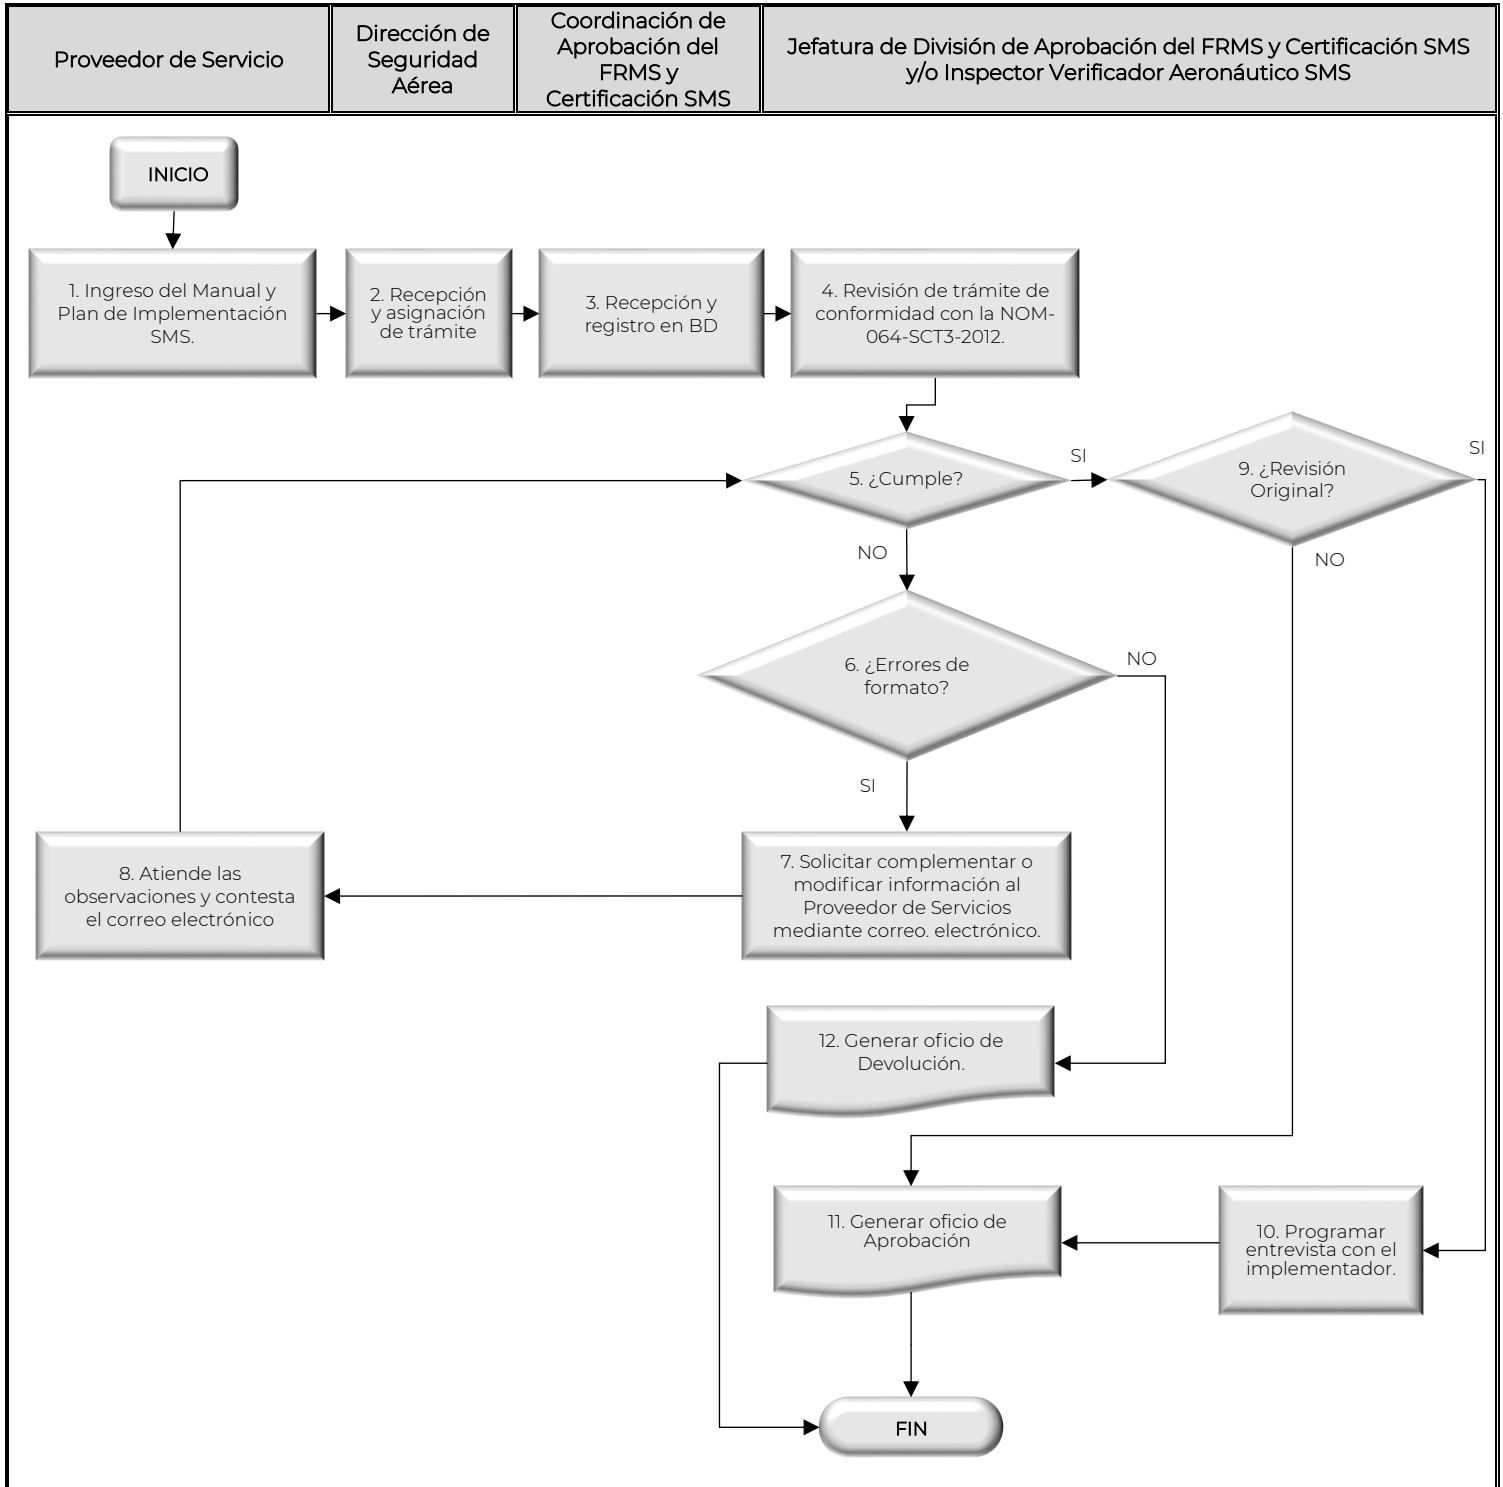 Proveedor de Servicio
Dirección de
Seguridad
Aérea
Coordinación de
Aprobación del
FRMS y
Certificación SMS
Jefatura de División de Aprobación del FRMS y Certificación SMS
y/o Inspector Verificador Aeronáutico SMS
INICIO
1. Ingreso del Manual y
Plan de Implementación
SMS.
2. Recepción
y asignación
de trámite
3. Recepción y
registro en BD
4. Revisión de trámite de
conformidad con la NOM-
064-SCT3-2012.
5. ¿Cumple?
SI
9. ¿Revisión
Original?
SI
NO
NO
6. ¿Errores de
formato?
NO
SI
7. Solicitar complementar o
modificar información al
Proveedor de Servicios
mediante correo. electrónico.
8. Atiende las
observaciones y contesta
el correo electrónico
12. Generar oficio de
Devolución.
11. Generar oficio de
Aprobación
10. Programar
entrevista con el
implementador.
FIN